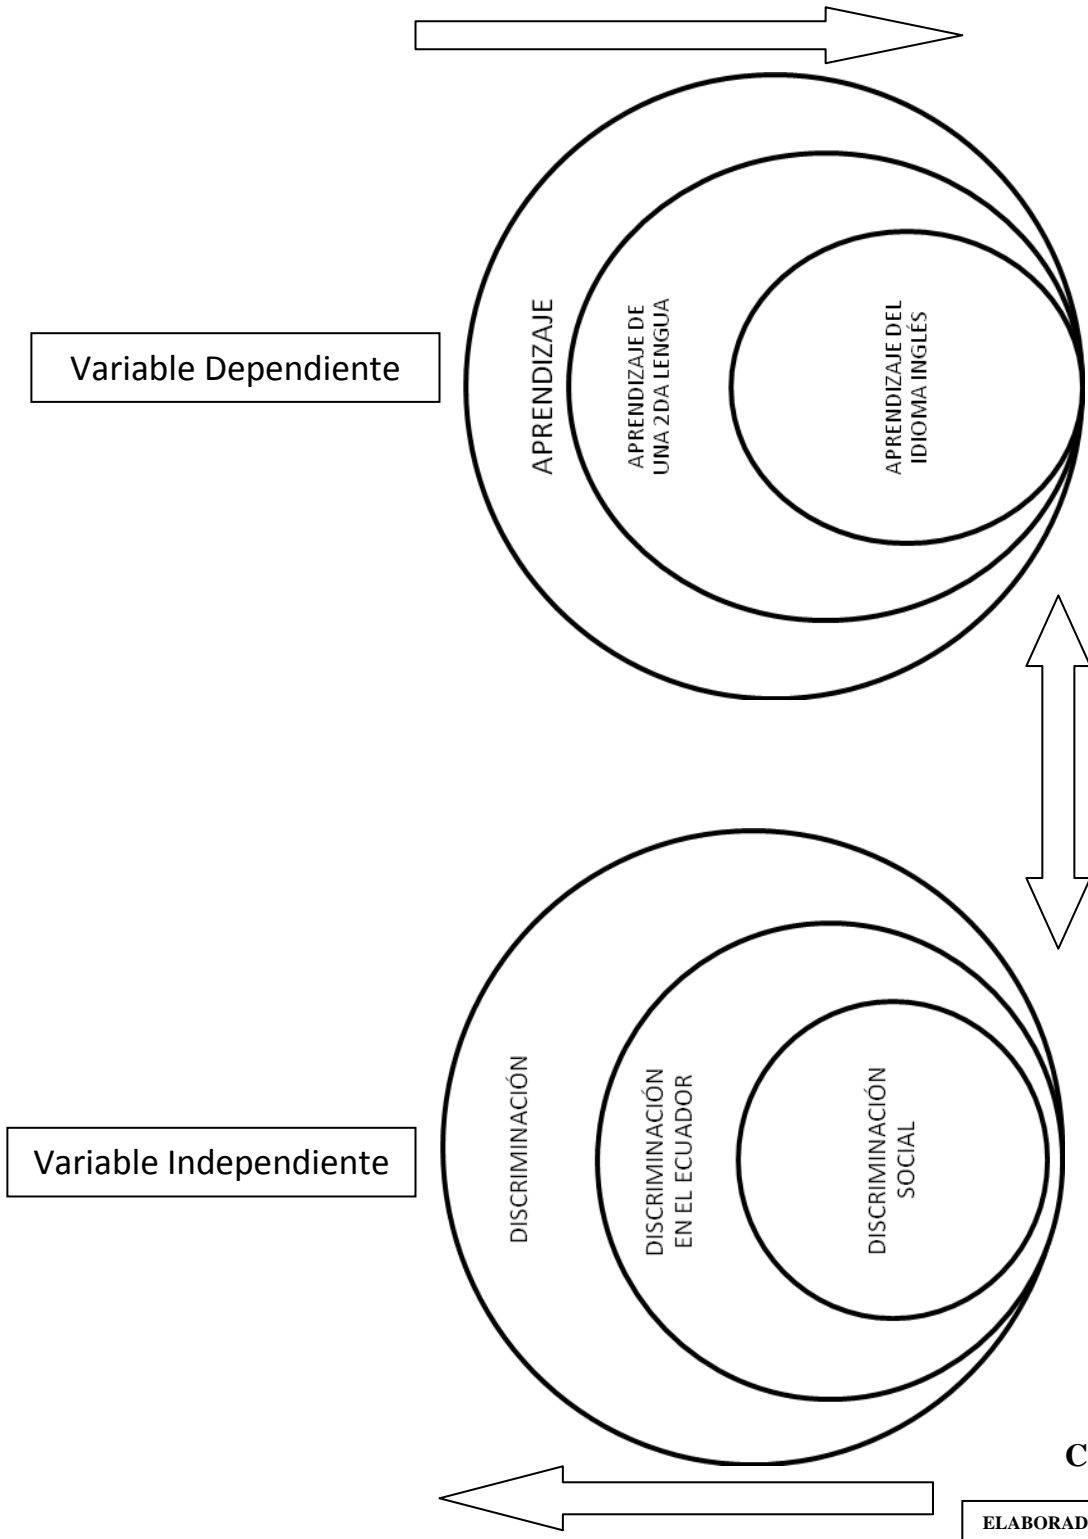 Variable Dependiente
APRENDIZAJE
APRENDIZAJE DE
UNA 2DA LENGUA
APRENDIZAJE DEL
IDIOMA INGLÉS
Variable Independiente
DISCRIMINACIÓN
DISCRIMINACIÓN
EN EL ECUADOR
DISCRIMINACIÓN
SOCIAL
C
ELABORAD